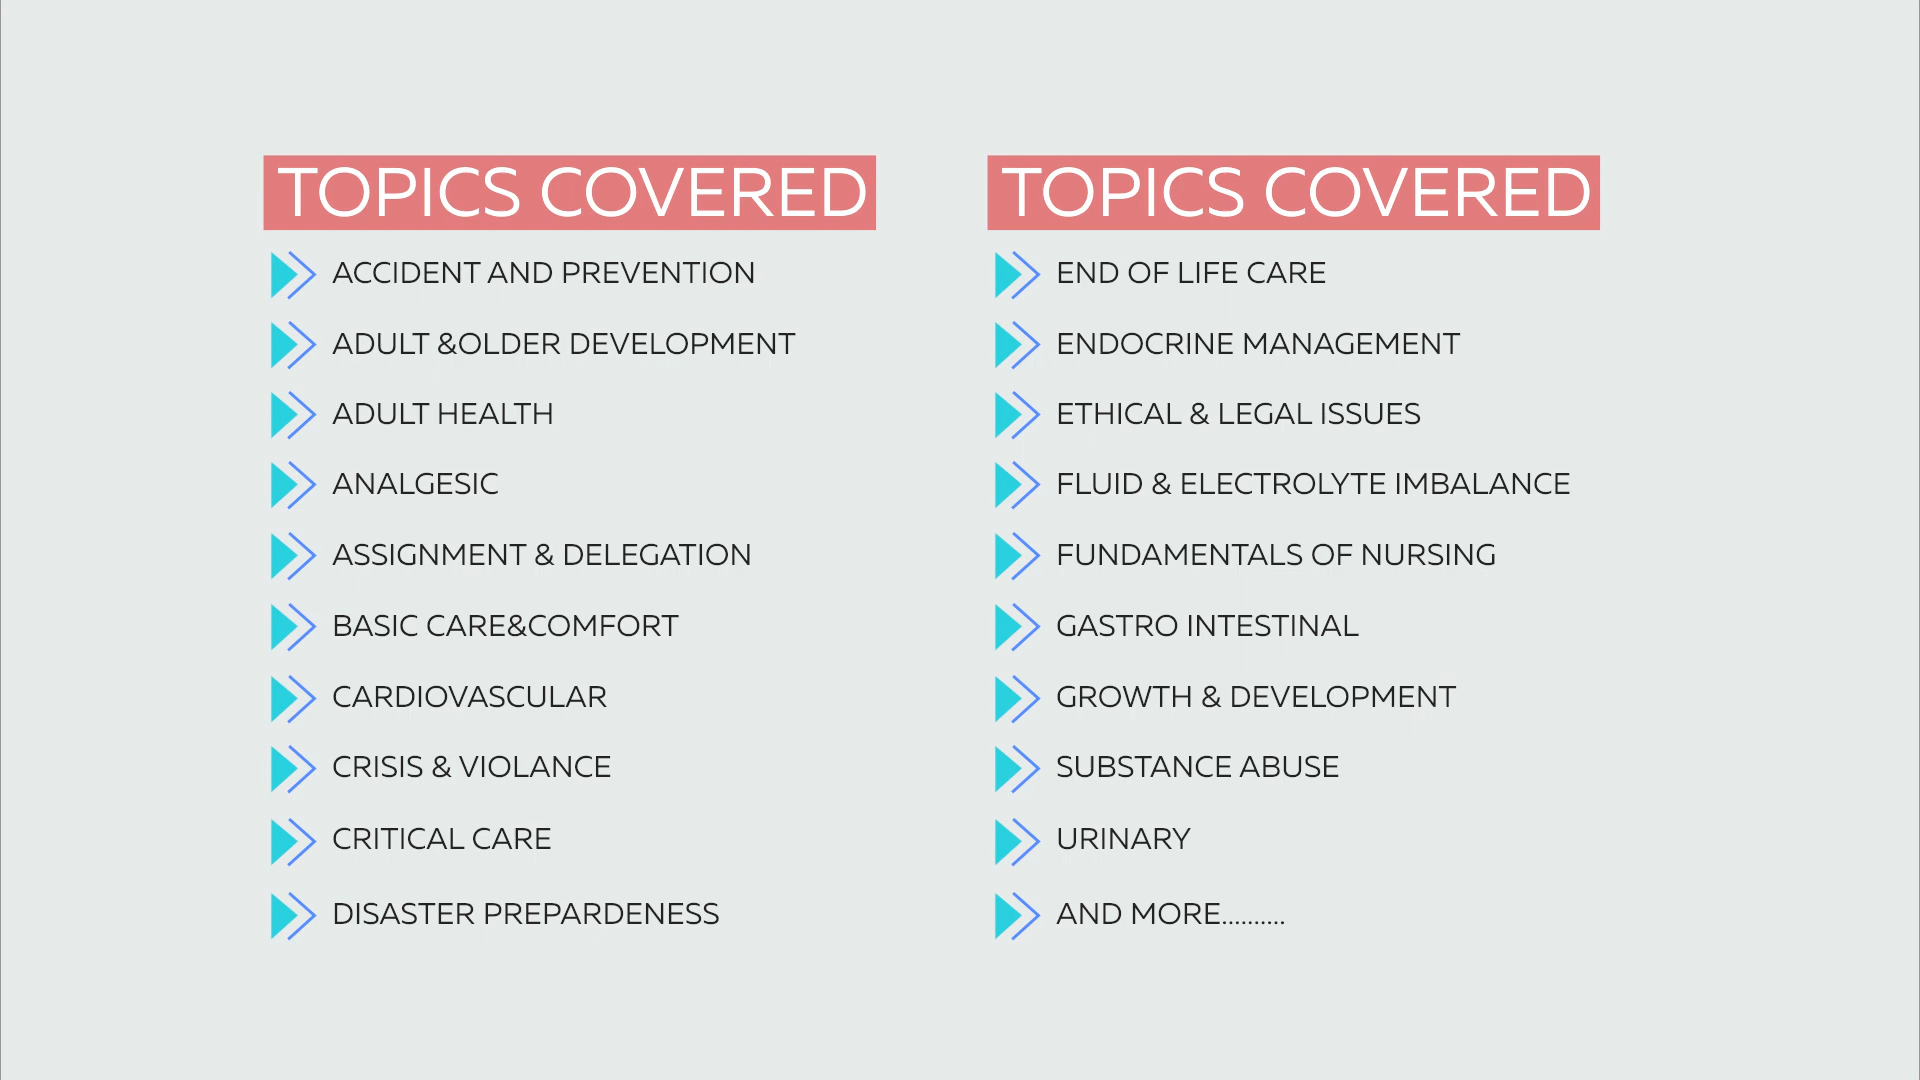 TOPICS COVERED
ACCIDENT AND PREVENTION
ADULT &OLDER DEVELOPMENT
ADULT HEALTH
ANALGESIC
ASSIGNMENT & DELEGATION
BASIC CARE&COMFORT
CARDIOVASCULAR
CRISIS & VIOLANCE
CRITICAL CARE
DISASTER PREPARDENESS
TOPICS COVERED
END OF LIFE CARE
ENDOCRINE MANAGEMENT
ETHICAL & LEGAL ISSUES
FLUID & ELECTROLYTE IMBALANCE
FUNDAMENTALS OF NURSING
GASTRO INTESTINAL
GROWTH & DEVELOPMENT
SUBSTANCE ABUSE
URINARY
AND MORE..........